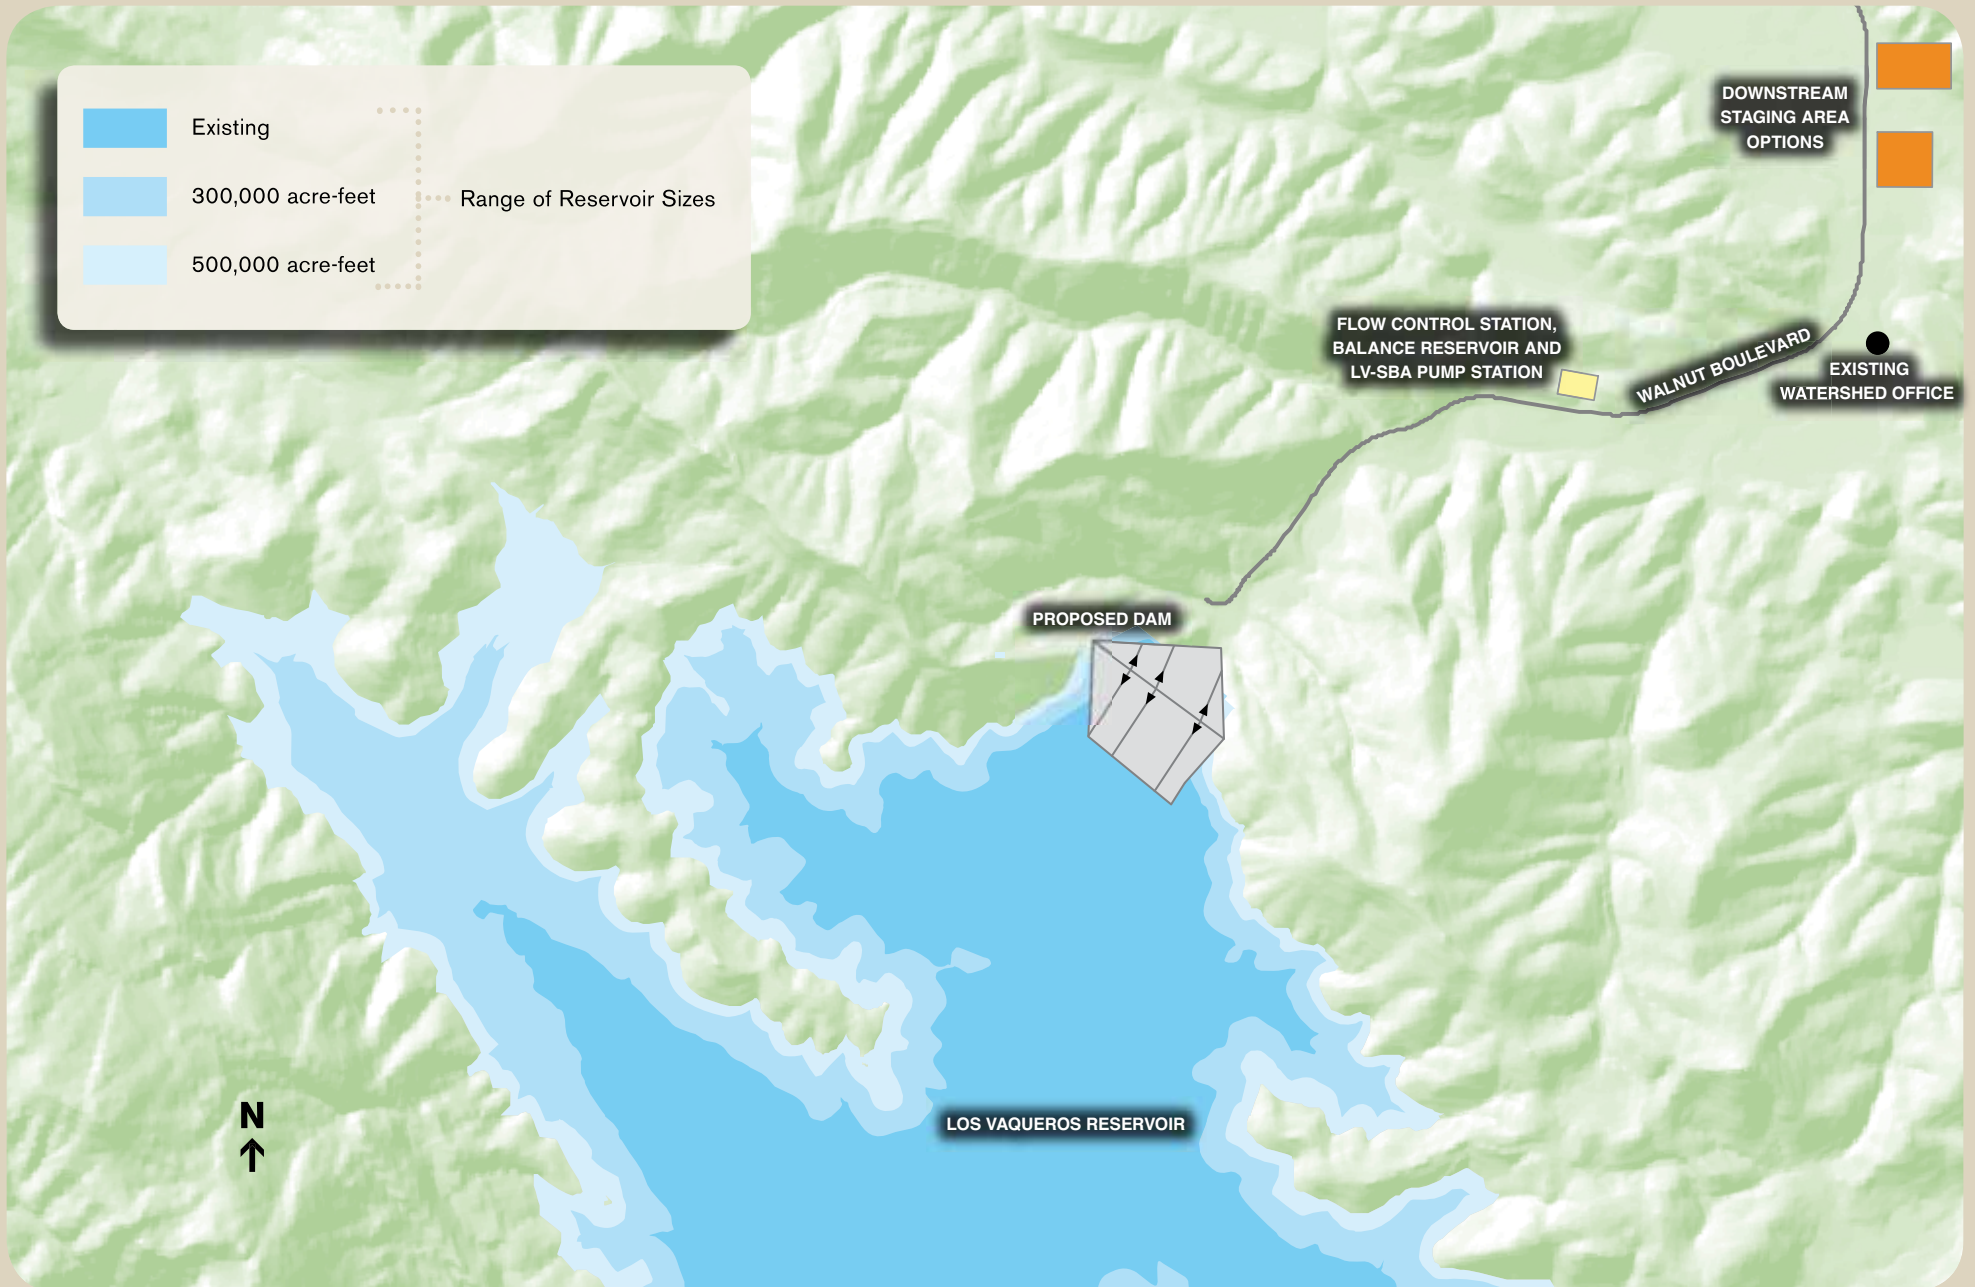 Existing
300,000 acre-feet
500,000 acre-feet
Range of Reservoir Sizes
DOWNSTREAM
STAGING AREA
OPTIONS
FLOW CONTROL STATION,
BALANCE RESERVOIR AND
LV-SBA PUMP STATION
WALNUT BOULEVARD
EXISTING
WATERSHED OFFICE
PROPOSED DAM
LOS VAQUEROS RESERVOIR
N